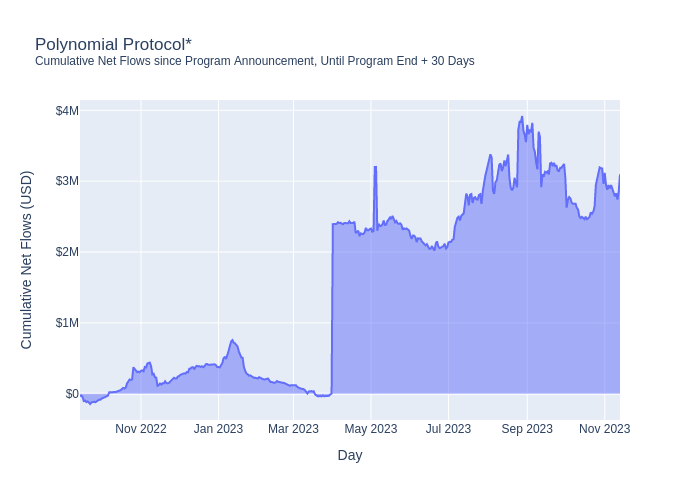 Polynomial Protocol*
Cumulative Net Flows since Program Announcement, Until Program End + 30 Days
Cumulative Net Flows (USD)
$4M
$3M
$2M
$1M
$0
Nov 2022
Jan 2023
Mar 2023
May 2023
Jul 2023
Sep 2023
Nov 2023
Day